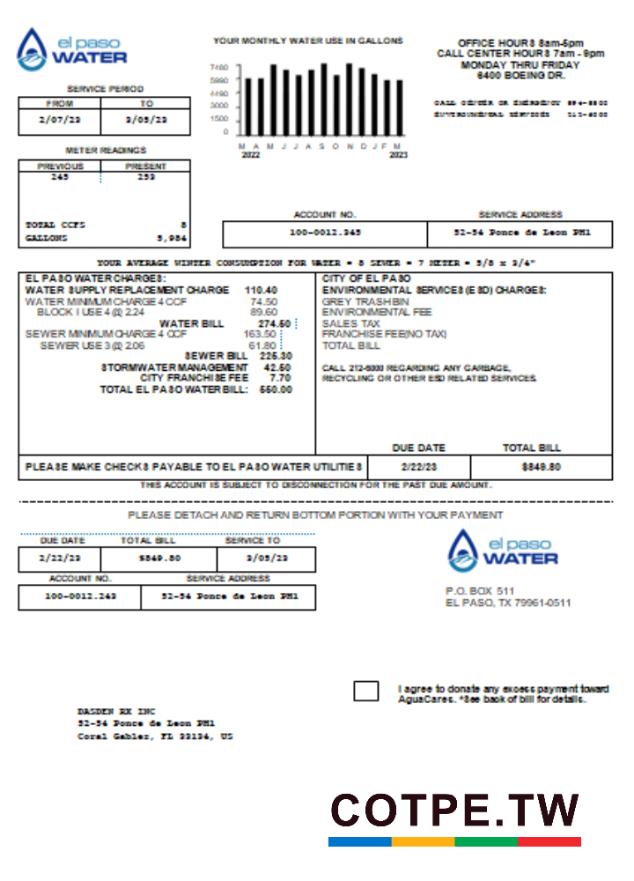 el paso
WATER
YOUR MONTHLY WATER USE IN GALLONS
7460
5990
4490
3000
1500
0
M A M J J A S O N D J F M
2022 2023
OFFICE HOURS 8am-5pm
CALL CENTER HOURS 7am - 9pm
MONDAY THRU FRIDAY
6400 BOEING DR.
CALL CENTER OR EMERGENCY 594-5500
ENVIRONMENTAL SERVICES 212-6000
SERVICE PERIOD
FROM TO
2/07/23 3/05/23
METER READINGS
PREVIOUS PRESENT
245 253
TOTAL CCFS 8
GALLONS 5,984
ACCOUNT NO. SERVICE ADDRESS
100-0012.345 52-54 Ponce de Leon PH1
YOUR AVERAGE WINTER CONSUMPTION FOR WATER = 8 SEWER = 7 METER = 5/8 x 3/4"
EL PASO WATER CHARGES:
WATER SUPPLY REPLACEMENT CHARGE 110.40
WATER MINIMUM CHARGE 4 CCF 74.50
BLOCK I USE 4 @ 2.24 89.60
WATER BILL 274.50
SEWER MINIMUM CHARGE 4 CCF 163.50
SEWER USE 3 @ 2.06 61.80
SEWER BILL 225.30
STORMWATER MANAGEMENT 42.50
CITY FRANCHISE FEE 7.70
TOTAL EL PASO WATER BILL: 550.00
CITY OF EL PASO
ENVIRONMENTAL SERVICES (ESD) CHARGES:
GREY TRASH BIN
ENVIRONMENTAL FEE
SALES TAX
FRANCHISE FEE(NO TAX)
TOTAL BILL
CALL 212-6000 REGARDING ANY GARBAGE,
RECYCLING OR OTHER ESD RELATED SERVICES.
DUE DATE TOTAL BILL
PLEASE MAKE CHECKS PAYABLE TO EL PASO WATER UTILITIES 2/22/23 $849.80
THIS ACCOUNT IS SUBJECT TO DISCONNECTION FOR THE PAST DUE AMOUNT.
PLEASE DETACH AND RETURN BOTTOM PORTION WITH YOUR PAYMENT
DUE DATE TOTAL BILL SERVICE TO
2/22/23 $849.80 3/05/23
ACCOUNT NO. SERVICE ADDRESS
100-0012.243 52-54 Ponce de Leon PH1
el paso
WATER
P.O. BOX 511
EL PASO, TX 79961-0511
I agree to donate any excess payment toward
AguaCares. *See back of bill for details.
DASDEN RX INC
52-54 Ponce de Leon PH1
Coral Gables, FL 33134, US
COTPE.TW